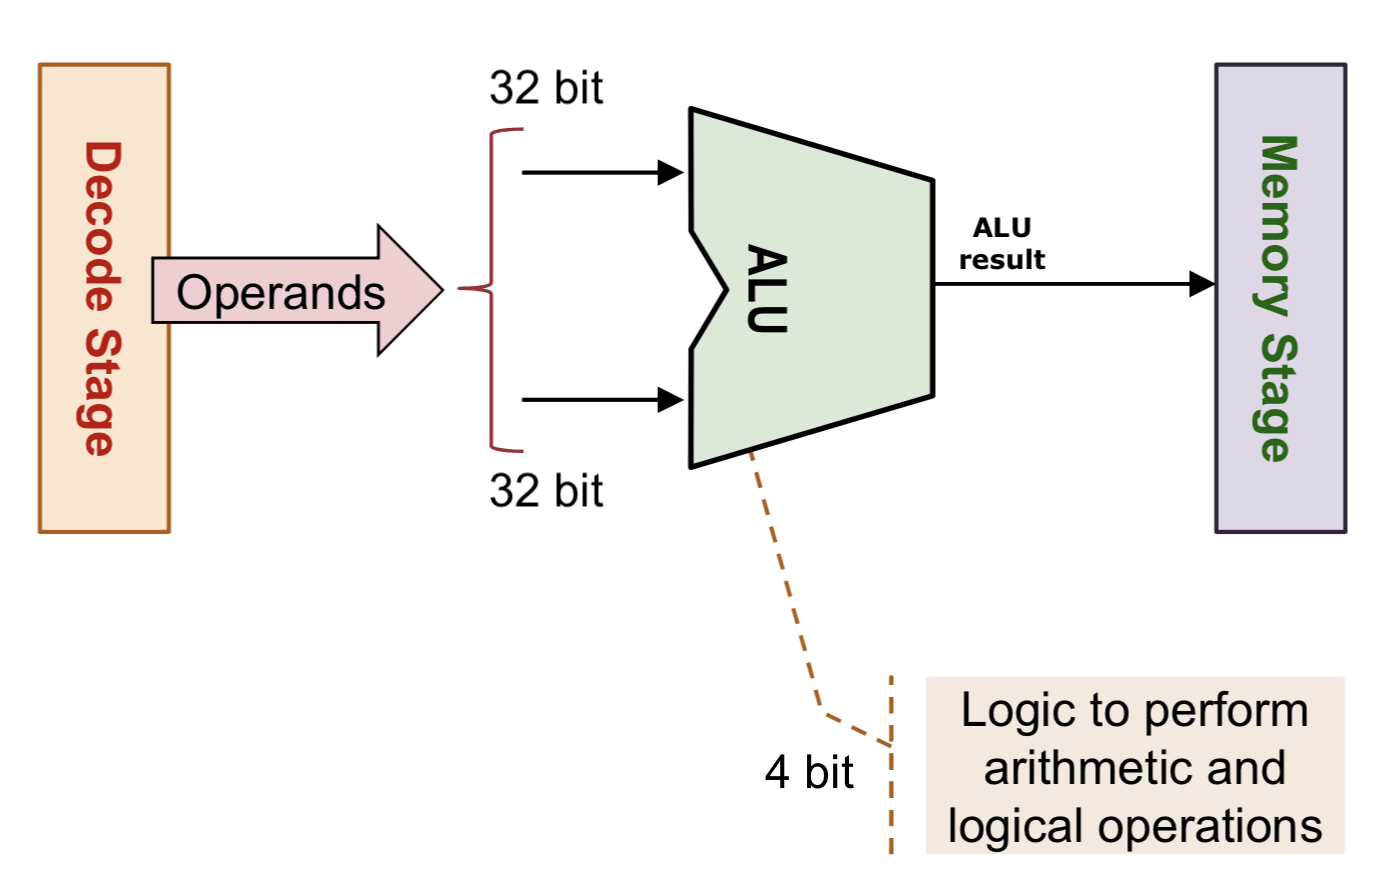 32 bit
Decode Stage
Operands
ALU
ALU
result
Memory Stage
32 bit
4 bit
Logic to perform
arithmetic and
logical operations